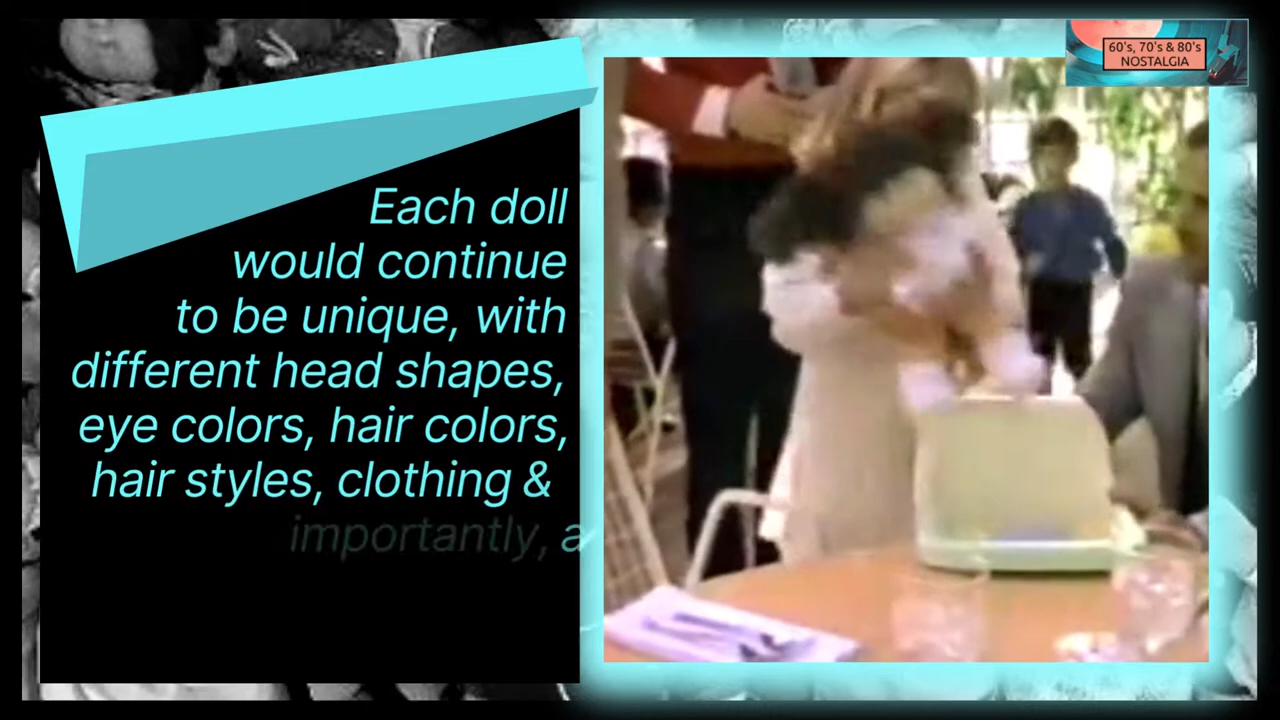 60's, 70's & 80's
NOSTALGIA
Each doll
would continue
to be unique, with
different head shapes,
eye colors, hair colors,
hair styles, clothing &
importantly, a